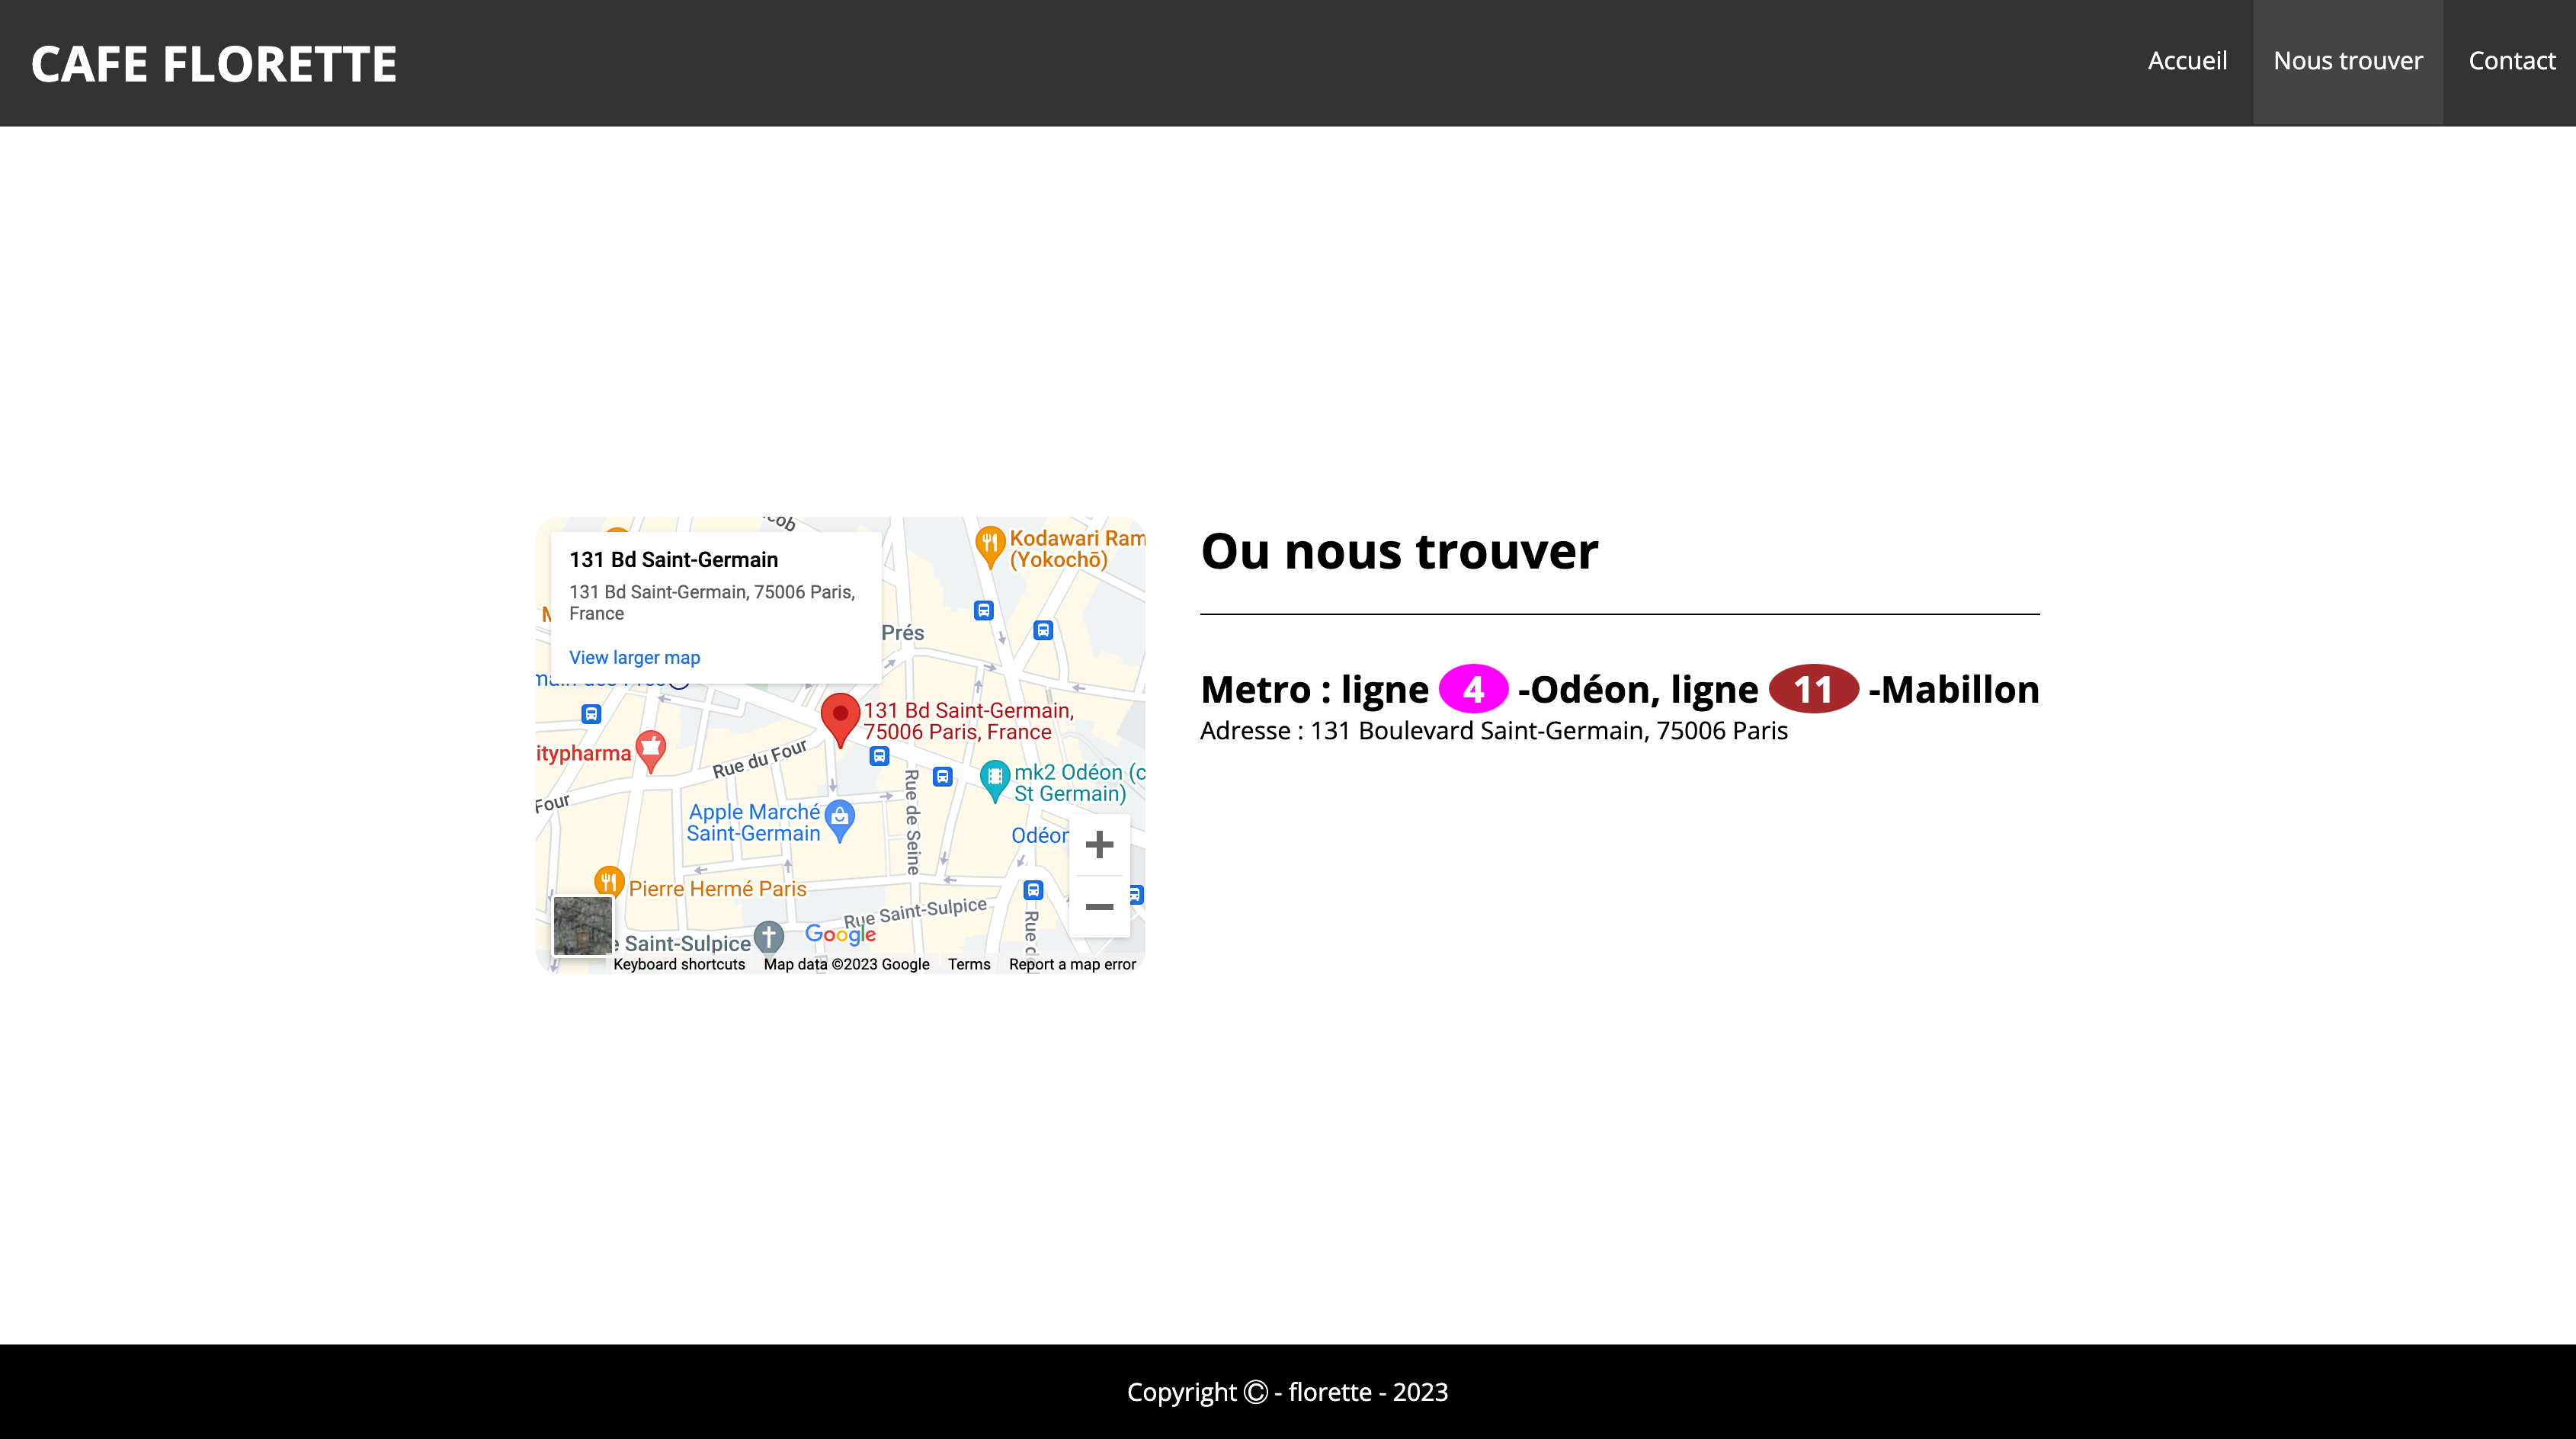 CAFE FLORETTE
Accueil
Nous trouver
Contact
cob
Kodawari Ram
(Yokochō)
131 Bd Saint-Germain
131 Bd Saint-Germain, 75006 Paris,
France
View larger map
Prés
131 Bd Saint-Germain,
75006 Paris, France
itypharma
Rue du Four
Four
Rue de Seine
mk2 Odéon (c
St Germain)
Apple Marché
Saint-Germain
Odéon
Pierre Hermé Paris
Rue Saint-Sulpice
e Saint-Sulpice
Rue d
Google
Keyboard shortcuts
Map data ©2023 Google
Terms
Report a map error
Ou nous trouver
Metro : ligne 4 -Odéon, ligne 11 -Mabillon
Adresse : 131 Boulevard Saint-Germain, 75006 Paris
Copyright © - florette - 2023